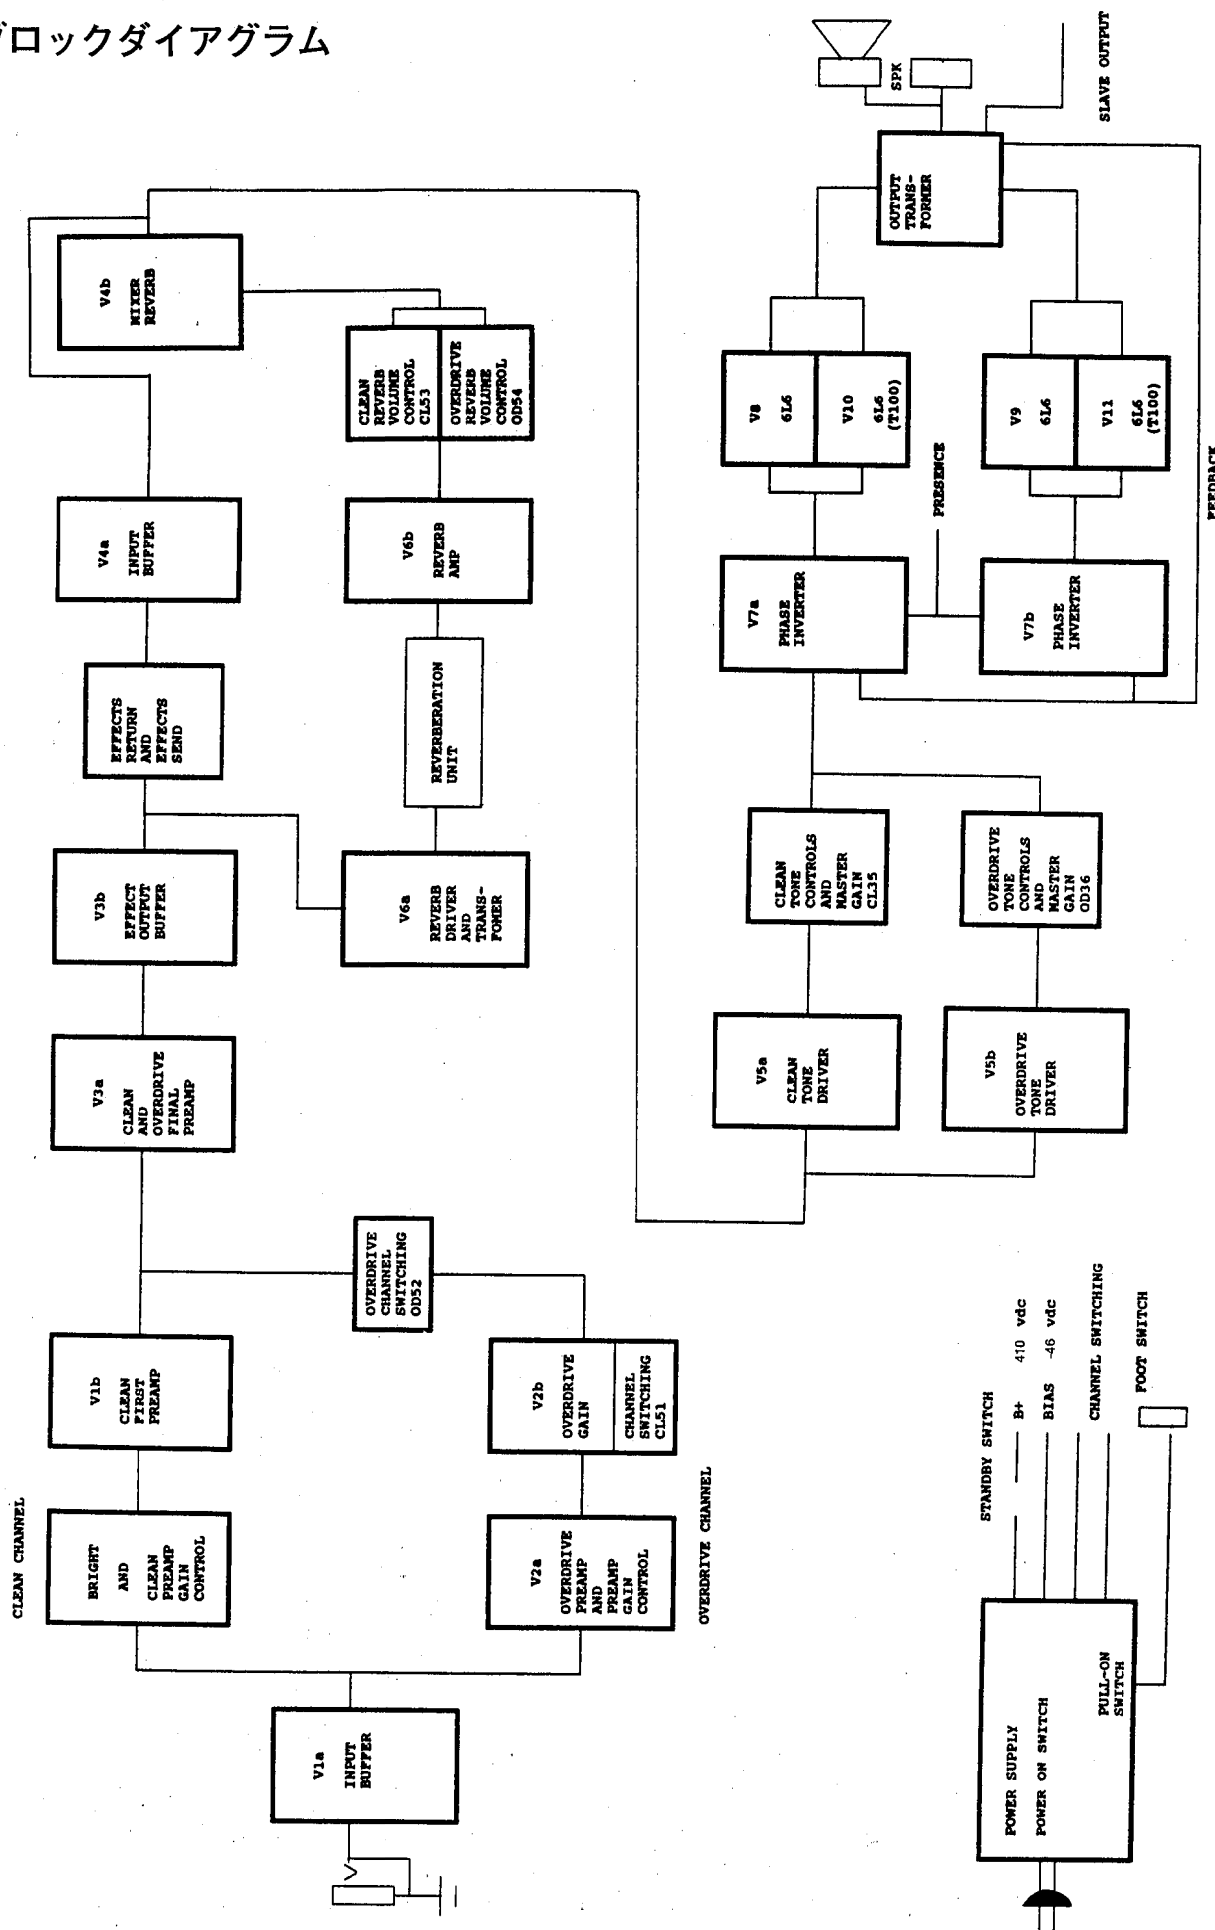 ブロックダイアグラム
CLEAN CHANNEL
V1a
INPUT
BUFFER
BRIGHT
AND
CLEAN
PREAMP
GAIN
CONTROL
V1b
CLEAN
FIRST
PREAMP
V2a
OVERDRIVE
PREAMP
AND
PREAMP
GAIN
CONTROL
V2b
OVERDRIVE
GAIN
CHANNEL
SWITCHING
CL51
OVERDRIVE CHANNEL
OVERDRIVE
CHANNEL
SWITCHING
OD52
V3a
CLEAN
AND
OVERDRIVE
FINAL
PREAMP
V3b
EFFECT
OUTPUT
BUFFER
EFFECTS
RETURN
AND
EFFECTS
SEND
V4a
INPUT
BUFFER
V4b
MIXER
REVERB
V6a
REVERB
DRIVER
AND
TRANS-
FOMER
REVERBERATION
UNIT
V6b
REVERB
AMP
CLEAN
REVERB
VOLUME
CONTROL
CL53
OVERDRIVE
REVERB
VOLUME
CONTROL
OD54
V5a
CLEAN
TONE
DRIVER
V5b
OVERDRIVE
TONE
DRIVER
CLEAN
TONE
CONTROLS
AND
MASTER
GAIN
CL35
OVERDRIVE
TONE
CONTROLS
AND
MASTER
GAIN
OD36
V7a
PHASE
INVERTER
V7b
PHASE
INVERTER
PRESENCE
V8
6L6
V10
6L6
(T100)
V9
6L6
V11
6L6
(T100)
FEEDBACK
OUTPUT
TRANS-
FORMER
SPK
SLAVE OUTPUT
POWER SUPPLY
POWER ON SWITCH
PULL-ON
SWITCH
STANDBY SWITCH
B+ 410 vdc
BIAS -46 vdc
CHANNEL SWITCHING
FOOT SWITCH